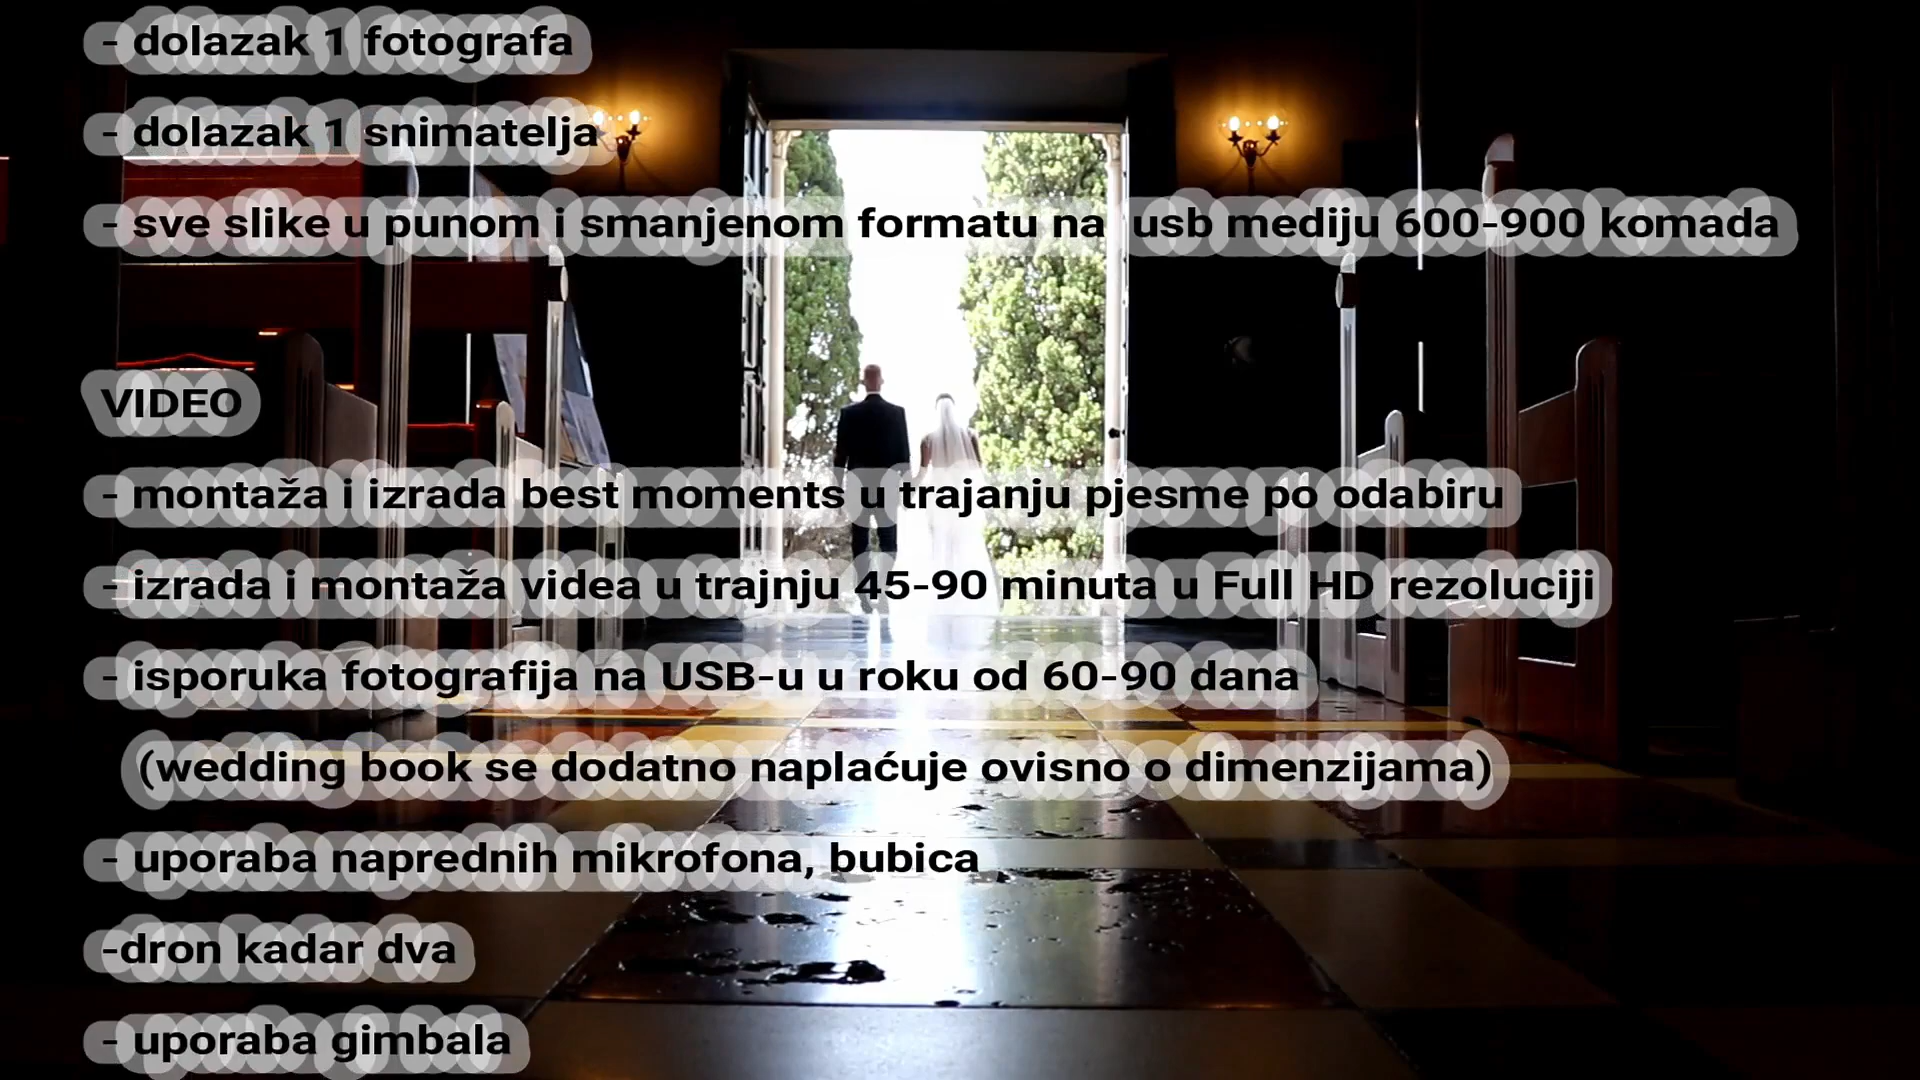 - dolazak 1 fotografa
- dolazak 1 snimatelja
- sve slike u punom i smanjenom formatu na  usb mediju 600-900 komada
VIDEO
- montaža i izrada best moments u trajanju pjesme po odabiru
- izrada i montaža videa u trajnju 45-90 minuta u Full HD rezoluciji
- isporuka fotografija na USB-u u roku od 60-90 dana
(wedding book se dodatno naplaćuje ovisno o dimenzijama)
- uporaba naprednih mikrofona, bubica
-dron kadar dva
- uporaba gimbala